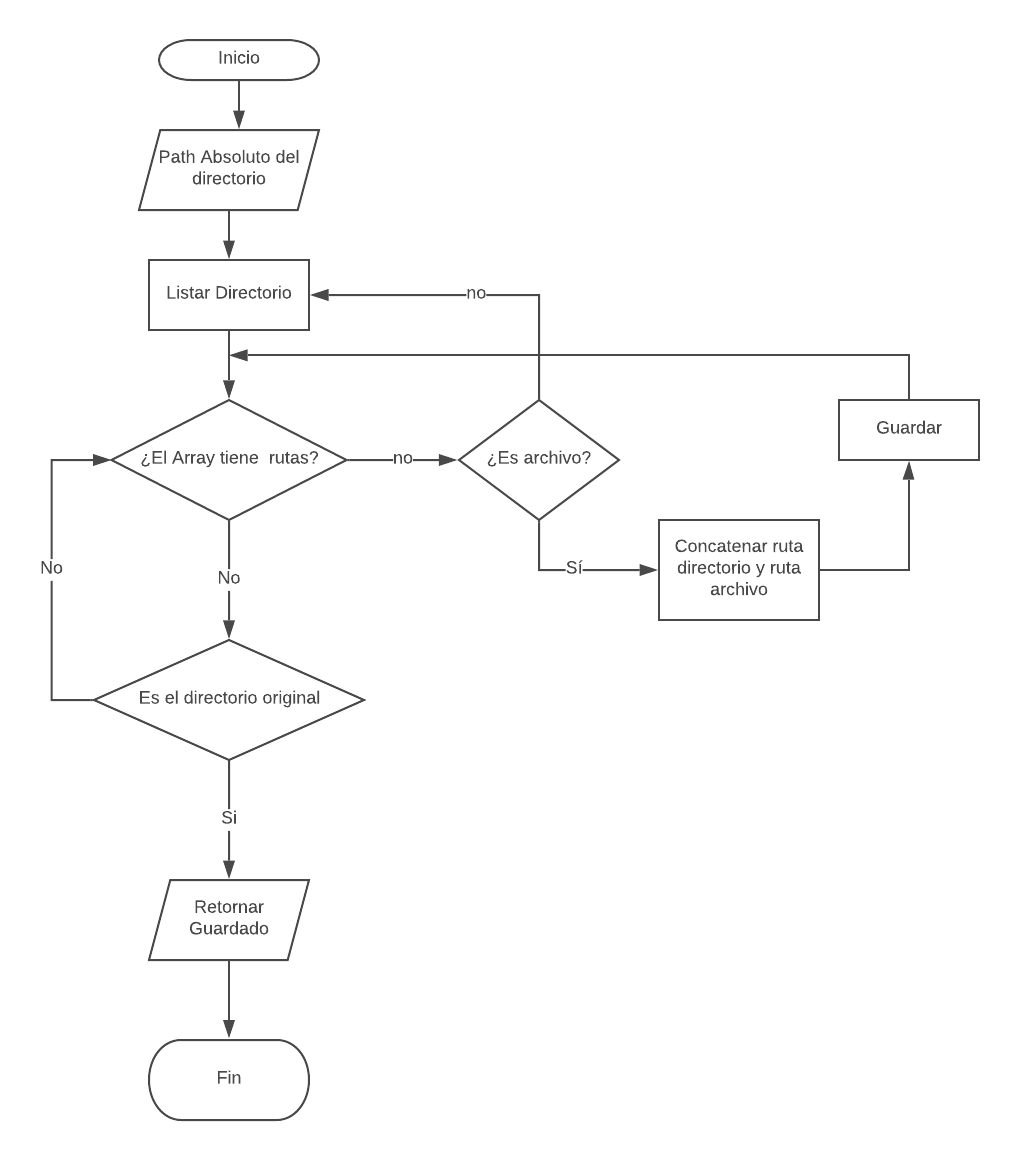 Inicio
Path Absoluto del
directorio
Listar Directorio
no
Guardar
¿El Array tiene  rutas?
no
¿Es archivo?
Concatenar ruta
directorio y ruta
archivo
Sí
No
No
Es el directorio original
Si
Retornar
Guardado
Fin